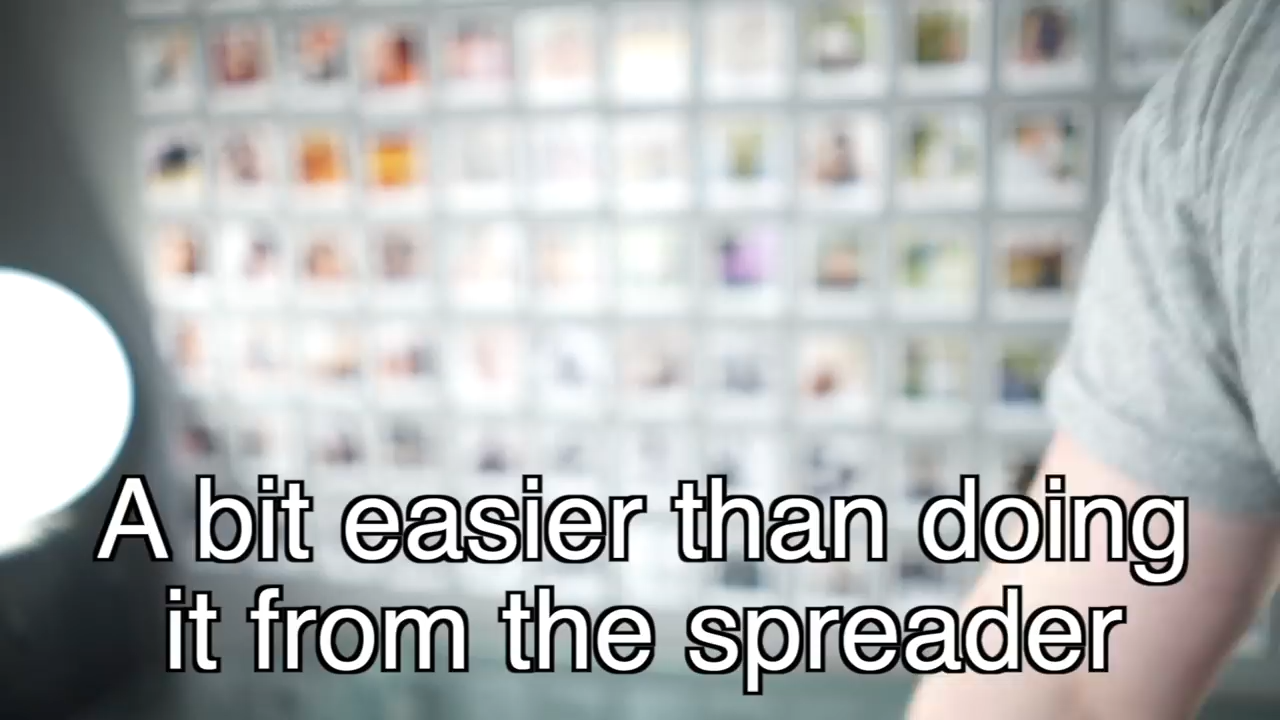 A bit easier than doing
it from the spreader